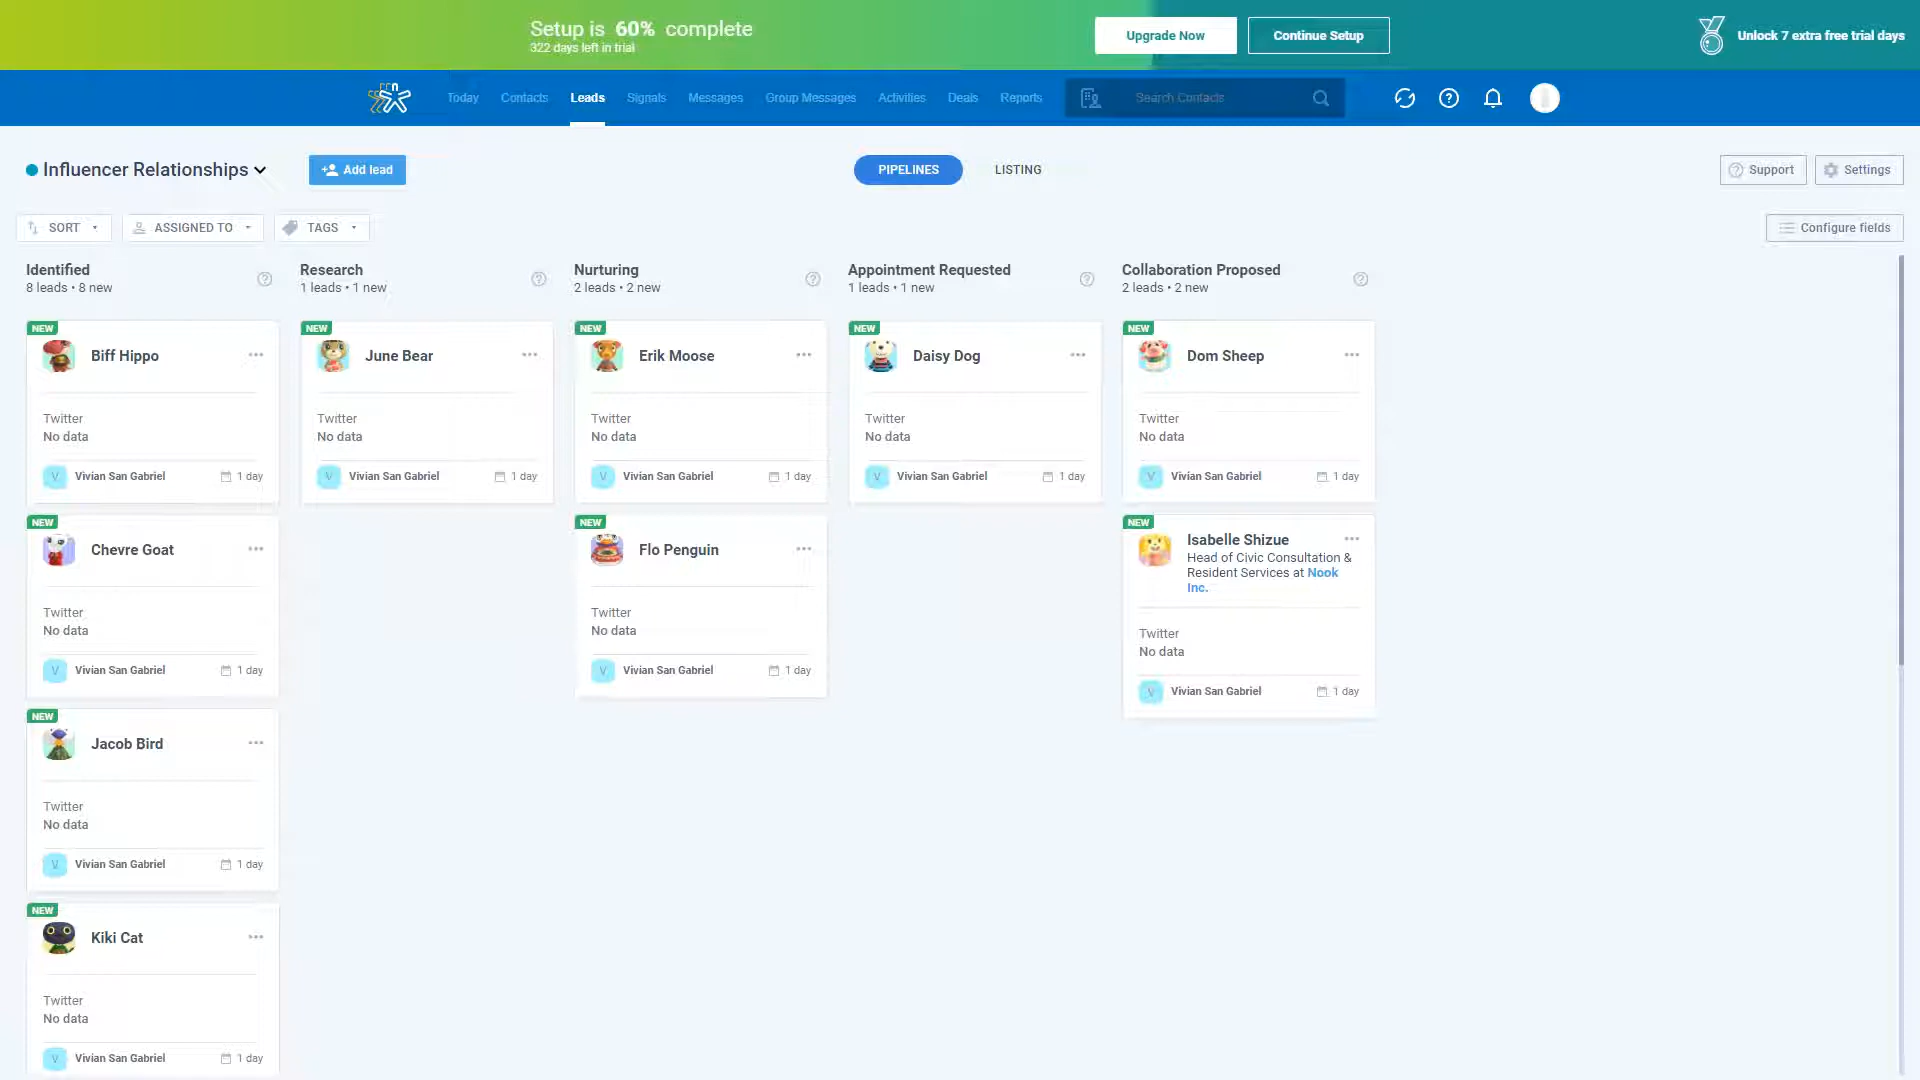 Setup is 60% complete
322 days left in trial
Upgrade Now
Continue Setup
Unlock 7 extra free trial days
Today
Contacts
Leads
Signals
Messages
Group Messages
Activities
Deals
Reports
Search Contacts
Influencer Relationships
Add lead
PIPELINES
LISTING
Support
Settings
SORT
ASSIGNED TO
TAGS
Configure fields
Identified
8 leads • 8 new
Research
1 leads • 1 new
Nurturing
2 leads • 2 new
Appointment Requested
1 leads • 1 new
Collaboration Proposed
2 leads • 2 new
NEW
Biff Hippo
Twitter
No data
V Vivian San Gabriel 1 day
NEW
Chevre Goat
Twitter
No data
V Vivian San Gabriel 1 day
NEW
Jacob Bird
Twitter
No data
V Vivian San Gabriel 1 day
NEW
Kiki Cat
Twitter
No data
V Vivian San Gabriel 1 day
NEW
June Bear
Twitter
No data
V Vivian San Gabriel 1 day
NEW
Erik Moose
Twitter
No data
V Vivian San Gabriel 1 day
NEW
Flo Penguin
Twitter
No data
V Vivian San Gabriel 1 day
NEW
Daisy Dog
Twitter
No data
V Vivian San Gabriel 1 day
NEW
Dom Sheep
Twitter
No data
V Vivian San Gabriel 1 day
NEW
Isabelle Shizue
Head of Civic Consultation &
Resident Services at Nook
Inc.
Twitter
No data
V Vivian San Gabriel 1 day